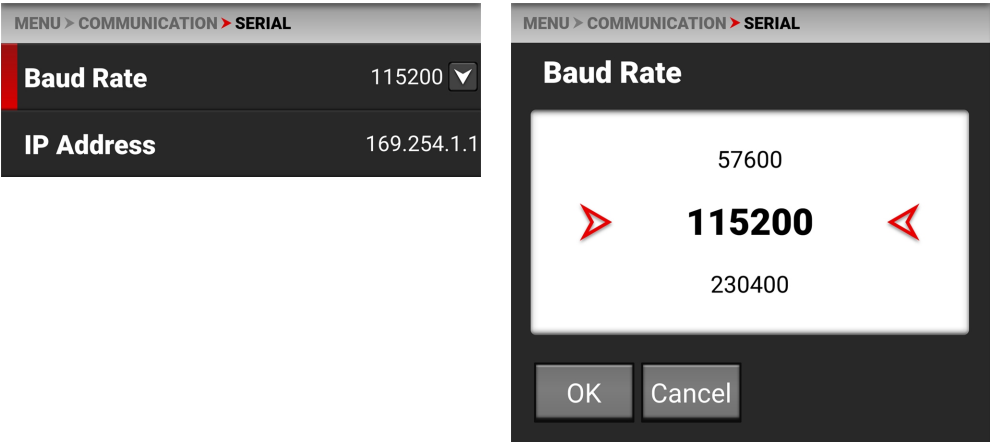 MENU > COMMUNICATION > SERIAL
Baud Rate 115200
IP Address 169.254.1.1
MENU > COMMUNICATION > SERIAL
Baud Rate
57600
115200
230400
OK Cancel